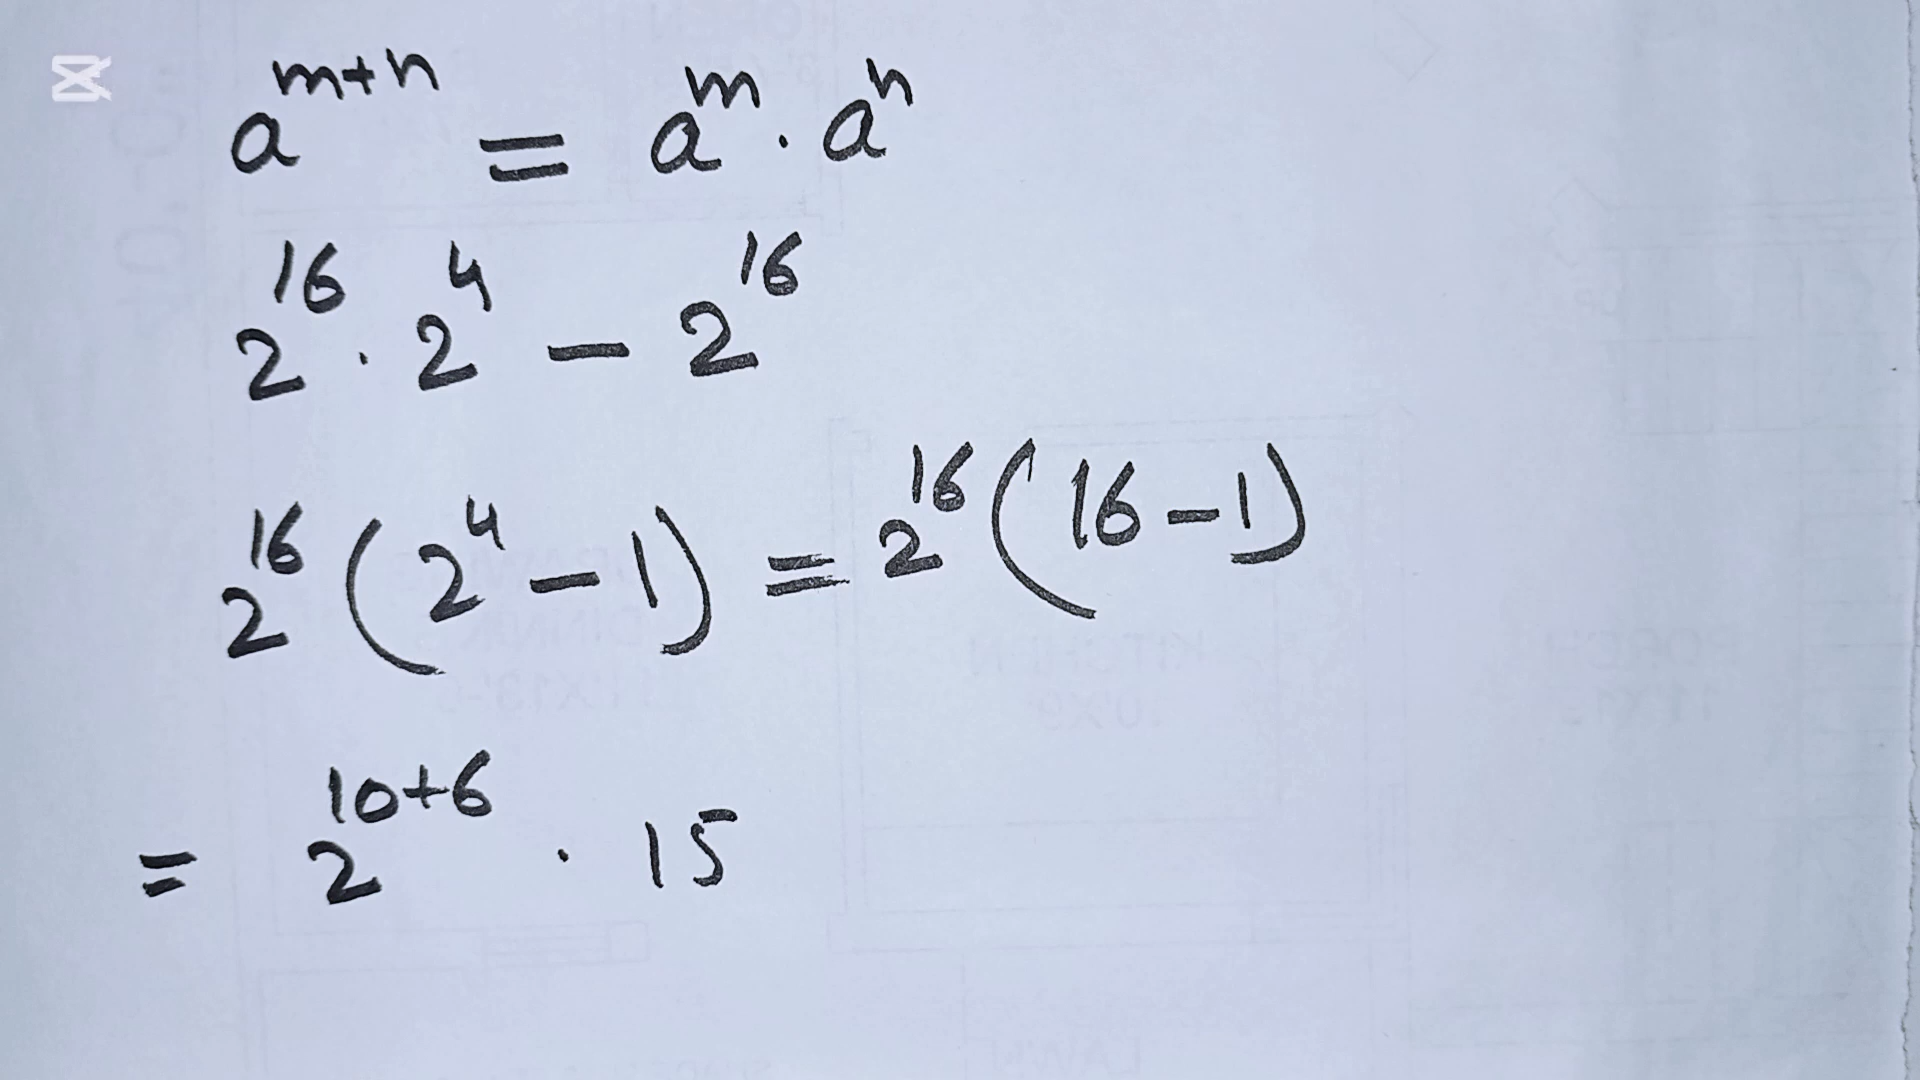 a^{m+n} = a^m · a^n
2^{16} · 2^4 − 2^{16}
2^{16} (2^4 − 1) = 2^{16} (16 − 1)
= 2^{10+6} · 15